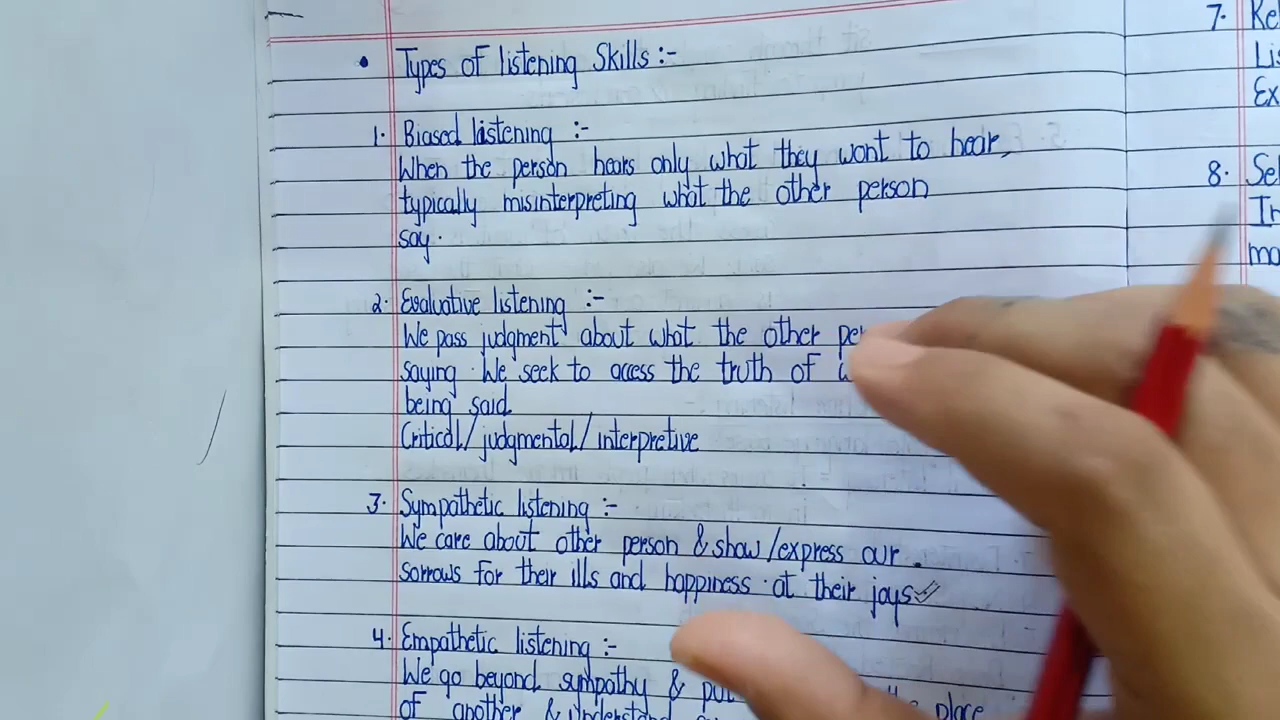 • Types of listening Skills :-
1. Biased listening :-
When the person hears only what they want to hear,
typically misinterpreting what the other person
say.
2. Evaluative listening :-
We pass judgment about what the other
saying. We seek to access the truth of
being said
Critical/judgmental/interpretive
3. Sympathetic listening :-
We care about other person & show/express our.
sorrows for their ills and happiness at their joys
4. Empathetic listening :-
We go beyond sympathy & place
of another & understand
7.
8.